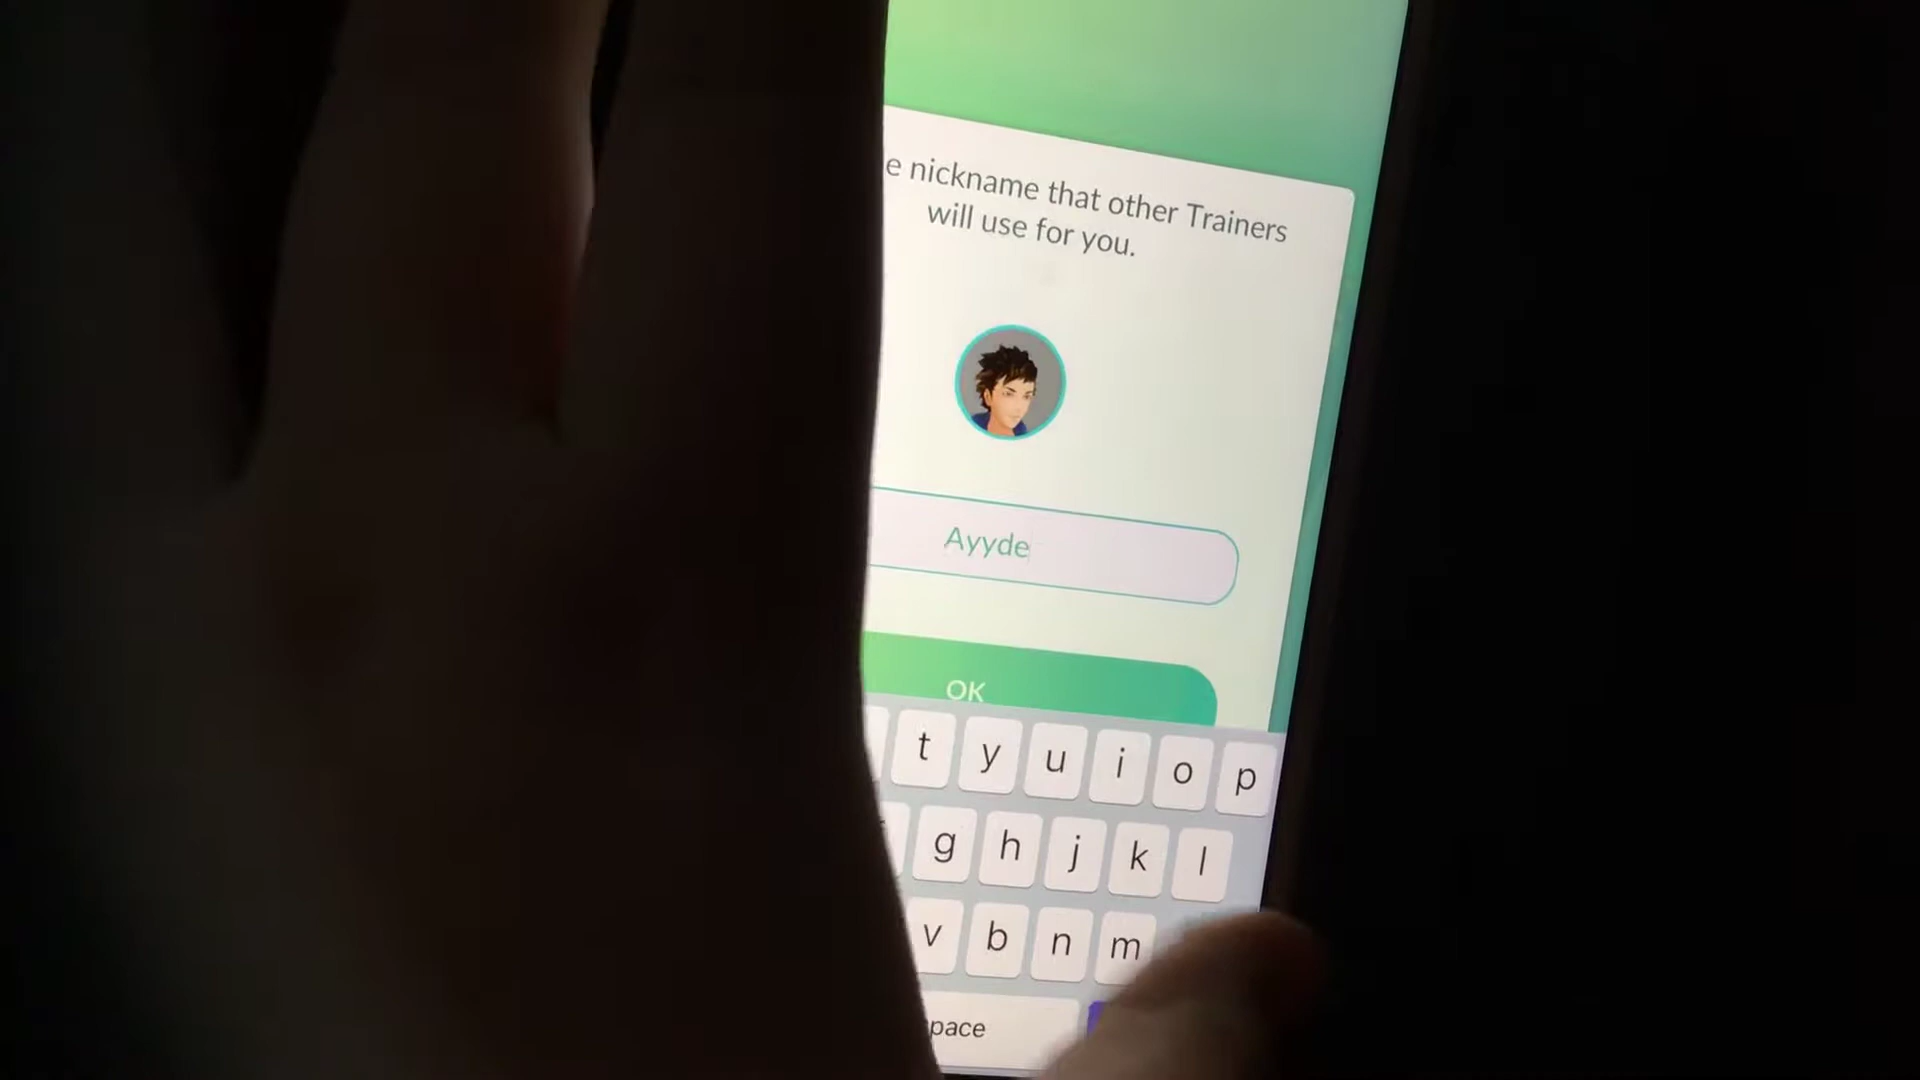 e nickname that other Trainers
will use for you.
Ayyde
OK
t y u i o p
g h j k l
v b n m
pace